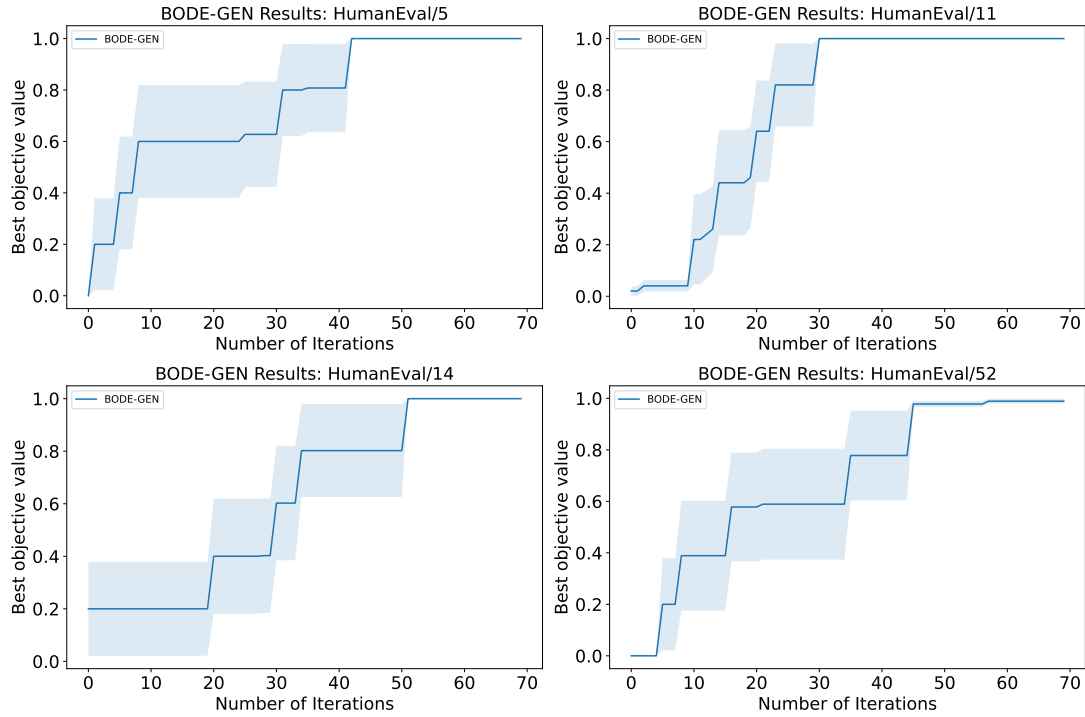 BODE-GEN Results: HumanEval/5
BODE-GEN
Best objective value
1.0
0.8
0.6
0.4
0.2
0.0
0 10 20 30 40 50 60 70
Number of Iterations
BODE-GEN Results: HumanEval/11
BODE-GEN
Best objective value
1.0
0.8
0.6
0.4
0.2
0.0
0 10 20 30 40 50 60 70
Number of Iterations
BODE-GEN Results: HumanEval/14
BODE-GEN
Best objective value
1.0
0.8
0.6
0.4
0.2
0.0
0 10 20 30 40 50 60 70
Number of Iterations
BODE-GEN Results: HumanEval/52
BODE-GEN
Best objective value
1.0
0.8
0.6
0.4
0.2
0.0
0 10 20 30 40 50 60 70
Number of Iterations